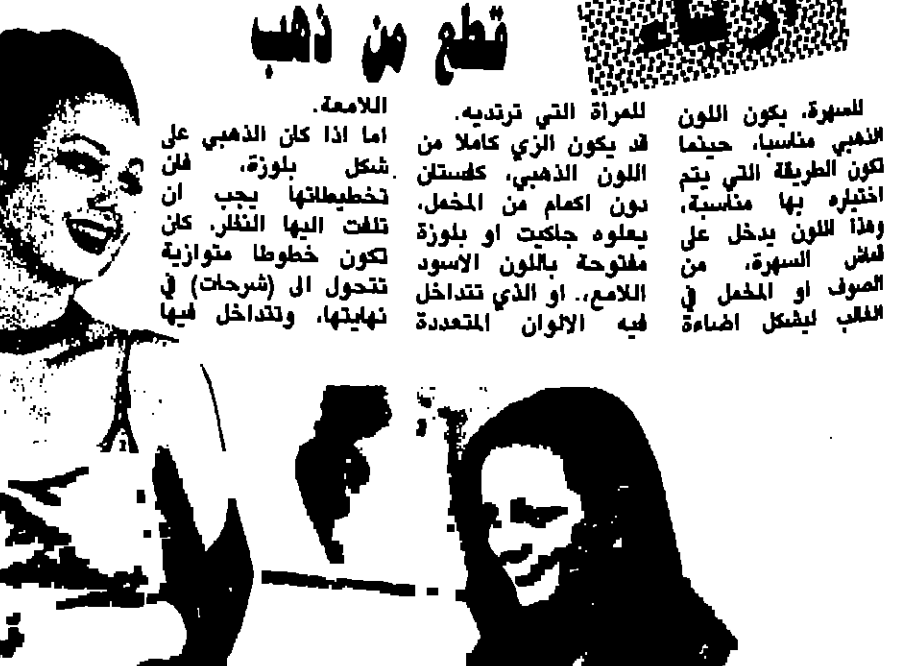 أزياء
قطع من ذهب
للسهرة، يكون اللون
الذهبي مناسبا، حينما
تكون الطريقة التي يتم
اختياره بها مناسبة،
وهذا اللون يدخل على
قماش السهرة، من
الصوف او المخمل في
الغالب ليشكل اضاءة
للمرأة التي ترتديه.
قد يكون الزي كاملا من
اللون الذهبي، كفستان
دون اكمام من المخمل،
يعلوه جاكيت او بلوزة
مفتوحة باللون الاسود
اللامع،. او الذي تتداخل
فيه الالوان المتعددة
اللامعة.
اما اذا كان الذهبي على
شكل بلوزة، فان
تخطيطاتها يجب ان
تلفت اليها النظر. كان
تكون خطوطا متوازية
تتحول الى (شرحات) في
نهايتها، وتتداخل فيها